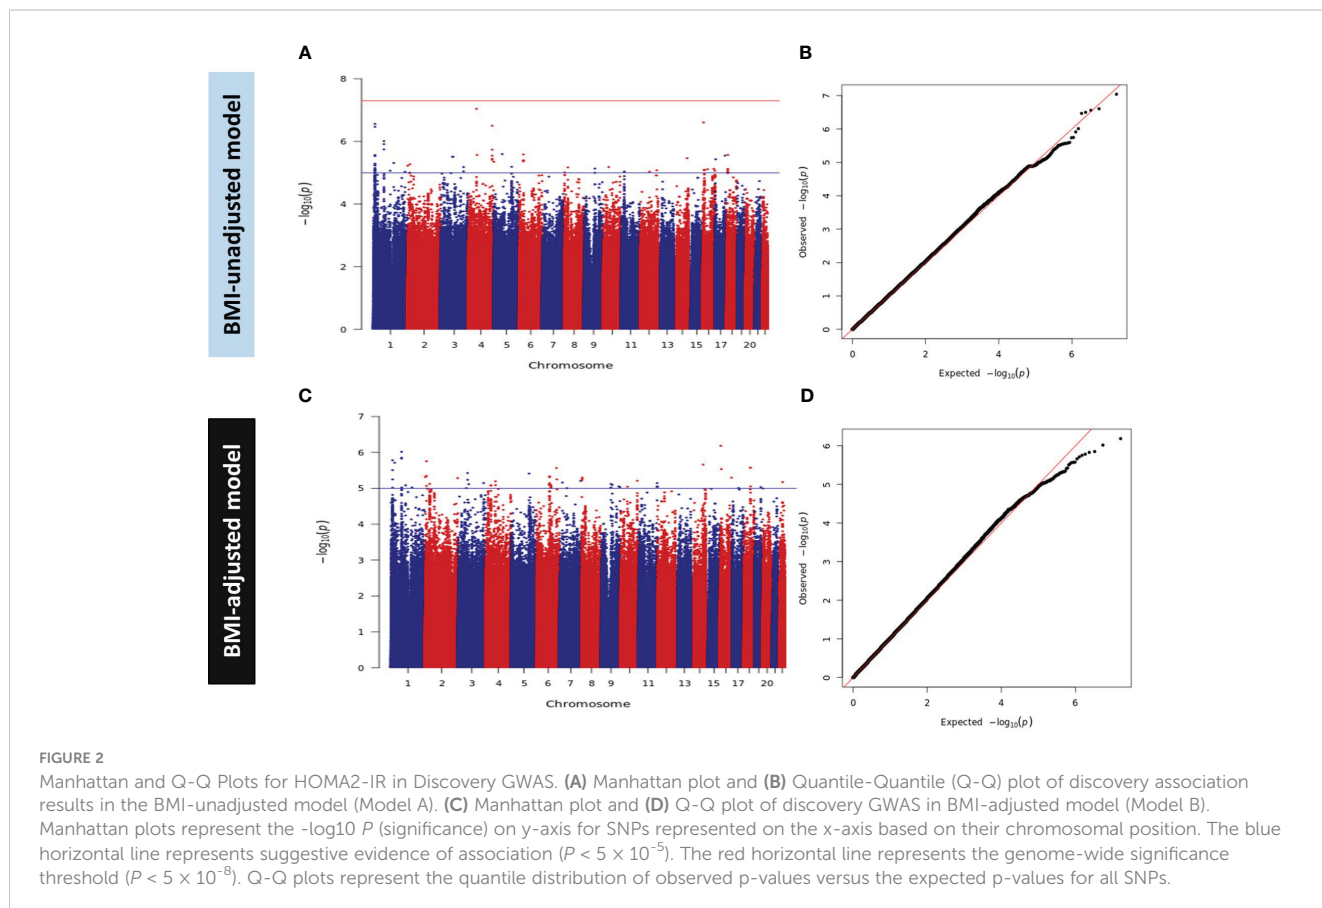 A
B
BMI-unadjusted model
8
6
5
4
2
0
−log10(p)
1 2 3 4 5 6 7 8 9 11 13 15 17 20
Chromosome
7
6
5
4
3
2
1
0
Observed −log10(p)
0 2 4 6
Expected −log10(p)
C
D
BMI-adjusted model
7
6
5
4
3
2
1
0
−log10(p)
1 2 3 4 5 6 7 8 9 11 13 15 17 20
Chromosome
6
5
4
3
2
1
0
Observed −log10(p)
0 2 4 6
Expected −log10(p)
FIGURE 2
Manhattan and Q-Q Plots for HOMA2-IR in Discovery GWAS. (A) Manhattan plot and (B) Quantile-Quantile (Q-Q) plot of discovery association
results in the BMI-unadjusted model (Model A). (C) Manhattan plot and (D) Q-Q plot of discovery GWAS in BMI-adjusted model (Model B).
Manhattan plots represent the -log10 P (significance) on y-axis for SNPs represented on the x-axis based on their chromosomal position. The blue
horizontal line represents suggestive evidence of association (P < 5 × 10-5). The red horizontal line represents the genome-wide significance
threshold (P < 5 × 10-8). Q-Q plots represent the quantile distribution of observed p-values versus the expected p-values for all SNPs.